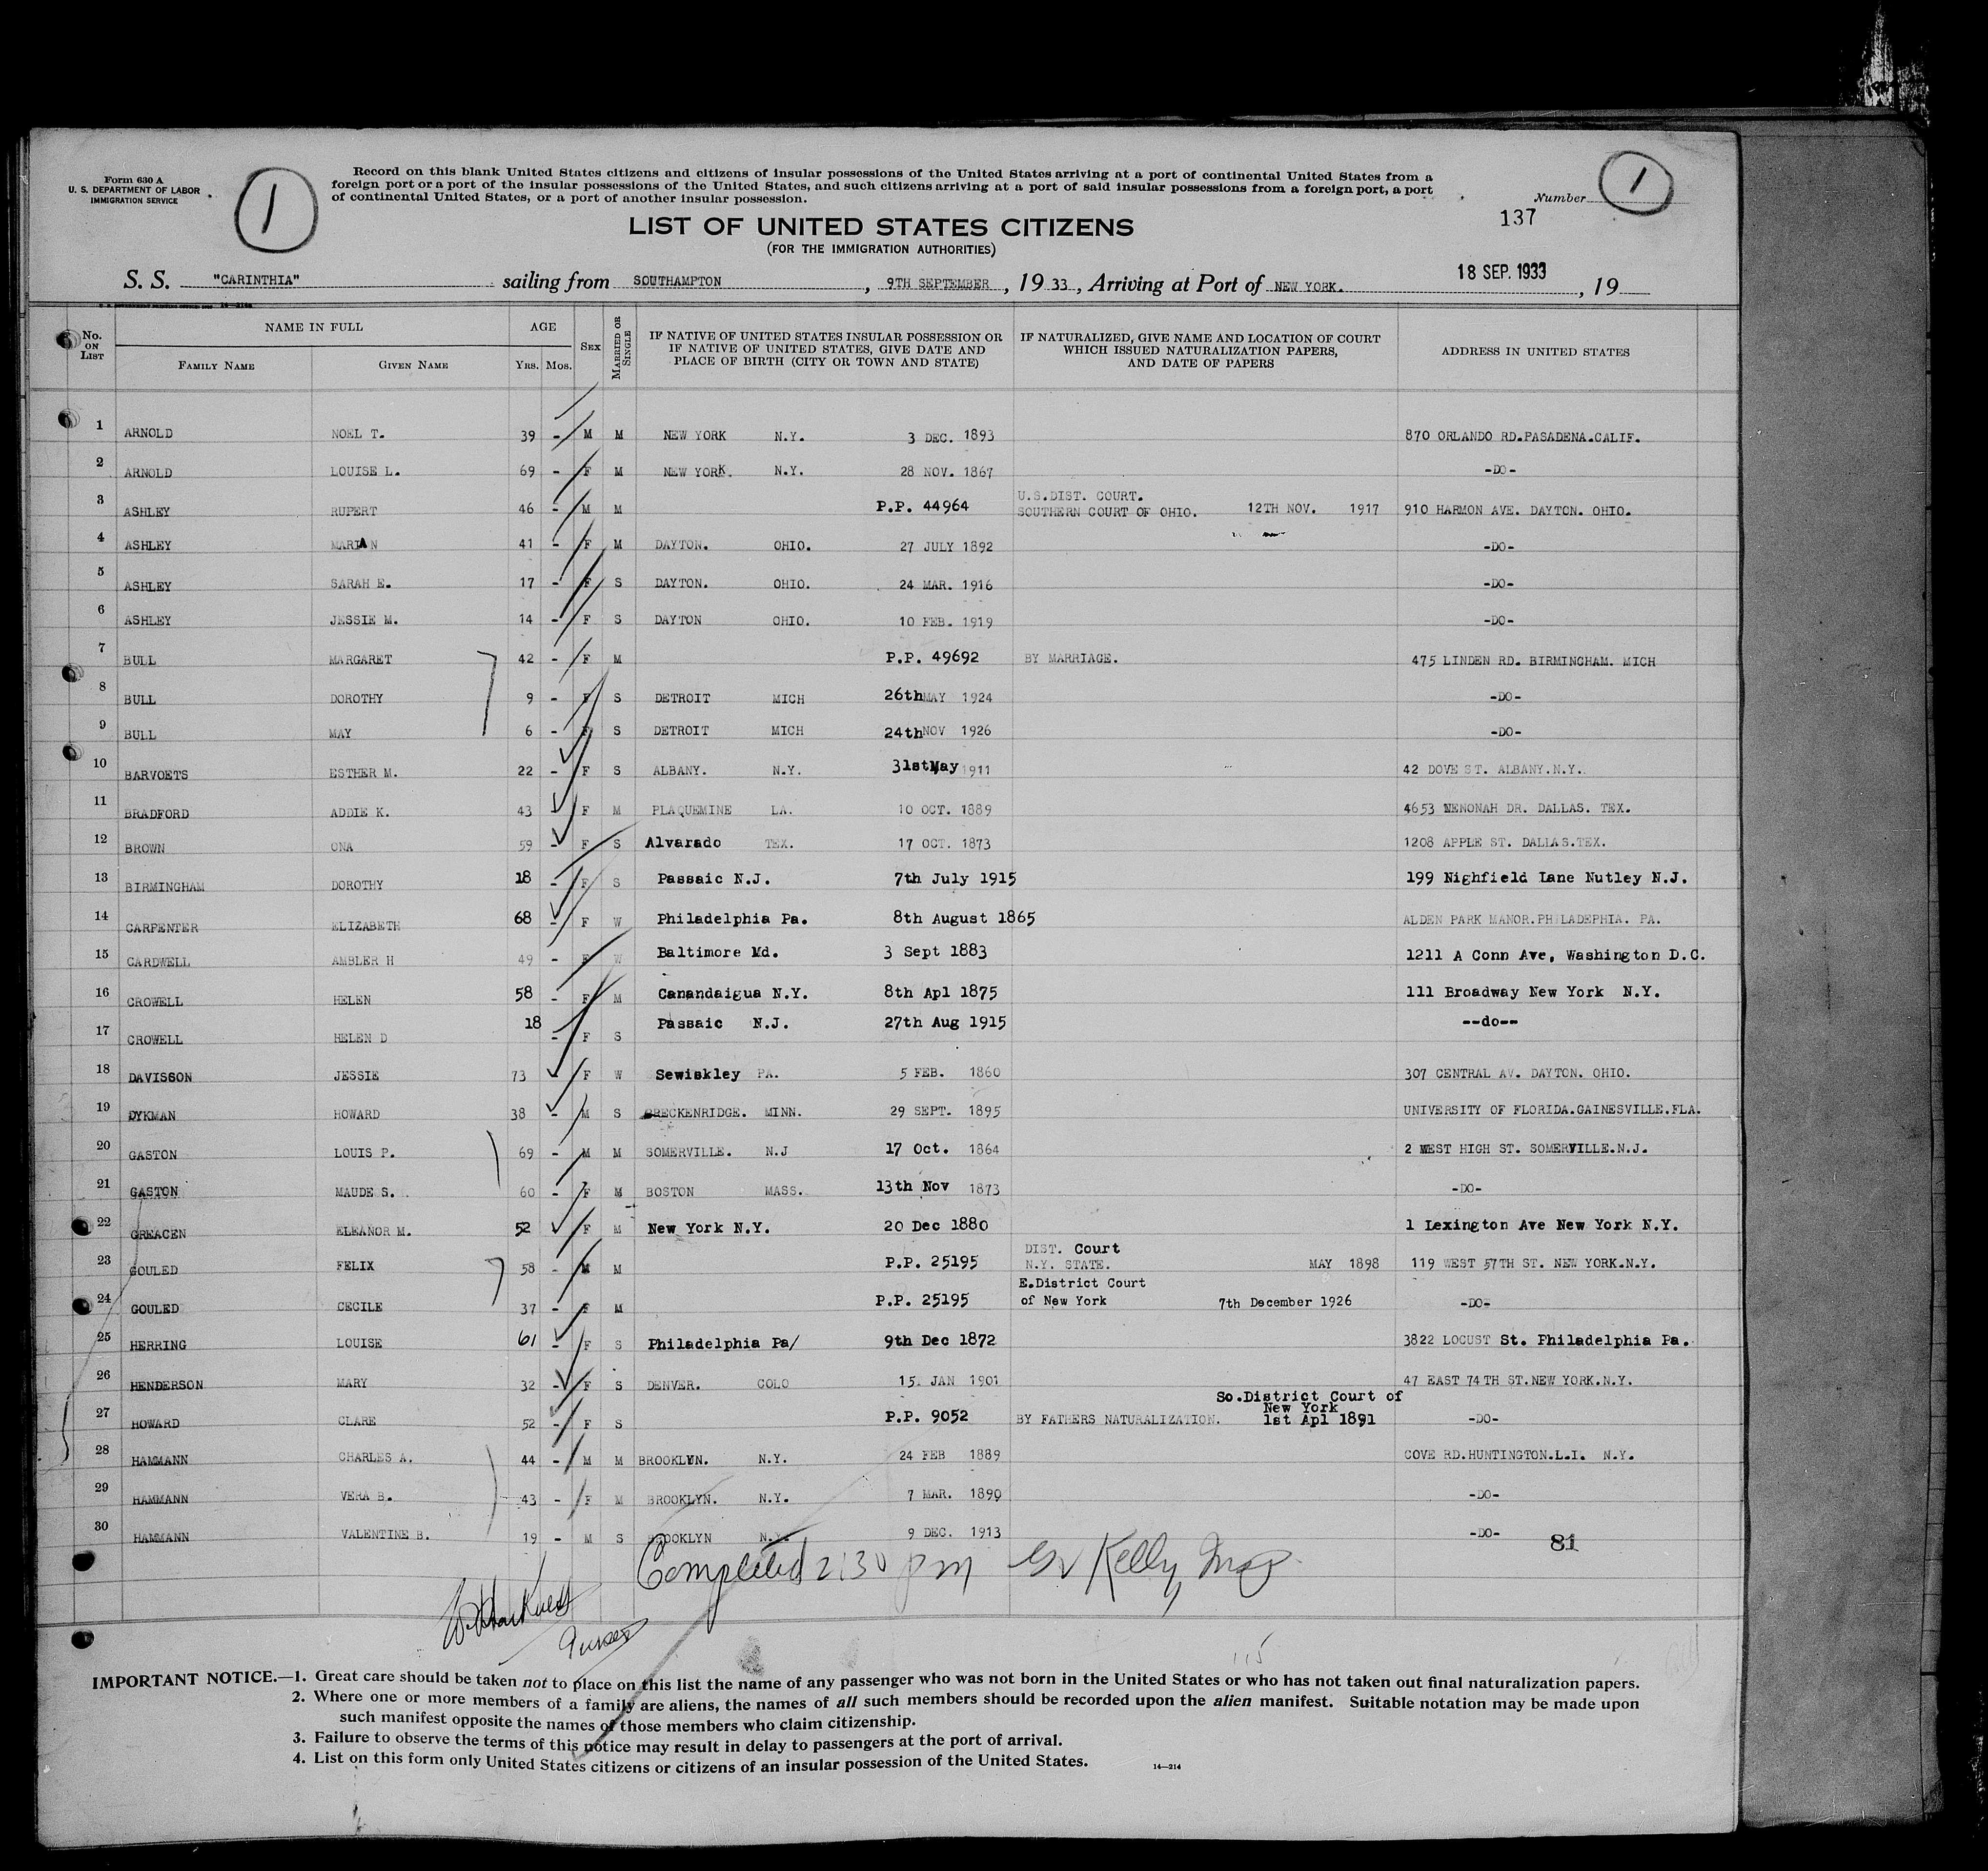 Form 630 A
U. S. DEPARTMENT OF LABOR
IMMIGRATION SERVICE
1
Record on this blank United States citizens and citizens of insular possessions of the United States arriving at a port of continental United States from a
foreign port or a port of the insular possessions of the United States, and such citizens arriving at a port of said insular possessions from a foreign port, a port
of continental United States, or a port of another insular possession.
Number 1
137
LIST OF UNITED STATES CITIZENS
(FOR THE IMMIGRATION AUTHORITIES)
S. S. "CARINTHIA" sailing from SOUTHAMPTON, 9TH SEPTEMBER, 19 33, Arriving at Port of NEW YORK. 18 SEP. 1933, 19
No. ON LIST NAME IN FULL AGE SEX MARRIED OR SINGLE IF NATIVE OF UNITED STATES INSULAR POSSESSION OR IF NATIVE OF UNITED STATES, GIVE DATE AND PLACE OF BIRTH (CITY OR TOWN AND STATE) IF NATURALIZED, GIVE NAME AND LOCATION OF COURT WHICH ISSUED NATURALIZATION PAPERS, AND DATE OF PAPERS ADDRESS IN UNITED STATES
FAMILY NAME GIVEN NAME YRS. MOS.
1 ARNOLD NOEL T. 39 - M M NEW YORK N.Y. 3 DEC. 1893 870 ORLANDO RD.PASADENA.CALIF.
2 ARNOLD LOUISE L. 69 - F M NEW YORK. N.Y. 28 NOV. 1867 -DO-
3 ASHLEY RUPERT 46 - M M P.P. 44964 U.S.DIST. COURT. SOUTHERN COURT OF OHIO. 12TH NOV. 1917 910 HARMON AVE. DAYTON. OHIO.
4 ASHLEY MARIAN 41 - F M DAYTON. OHIO. 27 JULY 1892 -DO-
5 ASHLEY SARAH E. 17 - F S DAYTON. OHIO. 24 MAR. 1916 -DO-
6 ASHLEY JESSIE M. 14 - F S DAYTON OHIO. 10 FEB. 1919 -DO-
7 BULL MARGARET 42 - F M P.P. 49692 BY MARRIAGE. 475 LINDEN RD. BIRMINGHAM. MICH
8 BULL DOROTHY 9 - F S DETROIT MICH 26thMAY 1924 -DO-
9 BULL MAY 6 - F S DETROIT MICH 24thNOV 1926 -DO-
10 BARVOETS ESTHER M. 22 - F S ALBANY. N.Y. 31stMay 1911 42 DOVE ST. ALBANY.N.Y.
11 BRADFORD ADDIE K. 43 F M PLAQUEMINE LA. 10 OCT. 1889 4653 WENONAH DR. DALLAS. TEX.
12 BROWN ONA 59 - F S Alvarado TEX. 17 OCT. 1873 1208 APPLE ST. DALLAS.TEX.
13 BIRMINGHAM DOROTHY 18 - F S Passaic N.J. 7th July 1915 199 Nighfield Lane Nutley N.J.
14 CARPENTER ELIZABETH 68 - F W Philadelphia Pa. 8th August 1865 ALDEN PARK MANOR.PHILADEPHIA. PA.
15 CARDWELL AMBLER H 49 - F W Baltimore Md. 3 Sept 1883 1211 A Conn Ave, Washington D.C.
16 CROWELL HELEN 58 - F M Canandaigua N.Y. 8th Apl 1875 111 Broadway New York N.Y.
17 CROWELL HELEN D 18 - F S Passaic N.J. 27th Aug 1915 --do--
18 DAVISSON JESSIE 73 - F W Sewiskley PA. 5 FEB. 1860 307 CENTRAL AV. DAYTON. OHIO.
19 DYKMAN HOWARD 38 - M S BRECKENRIDGE. MINN. 29 SEPT. 1895 UNIVERSITY OF FLORIDA.GAINESVILLE.FLA.
20 GASTON LOUIS P. 69 - M M SOMERVILLE. N.J 17 Oct. 1864 2 WEST HIGH ST. SOMERVILLE.N.J.
21 GASTON MAUDE S. 60 - F M BOSTON MASS. 13th Nov 1873 -DO-
22 GREACEN ELEANOR M. 52 F M New York N.Y. 20 Dec 1880 1 Lexington Ave New York N.Y.
23 GOULED FELIX 58 - M M P.P. 25195 DIST. Court N.Y. STATE. MAY 1898 119 WEST 57TH ST. NEW YORK.N.Y.
24 GOULED CECILE 37 - F M P.P. 25195 E.District Court of New York 7th December 1926 -DO-
25 HERRING LOUISE 61 - F S Philadelphia Pa/ 9th Dec 1872 3822 LOCUST St. Philadelphia Pa.
26 HENDERSON MARY 32 - F S DENVER. COLO 15. JAN 1901 47 EAST 74TH ST.NEW YORK.N.Y.
27 HOWARD CLARE 52 - F S P.P. 9052 BY FATHERS NATURALIZATION. So.District Court of New York 1st Apl 1891 -DO-
28 HAMMANN CHARLES A. 44 - M M BROOKLYN. N.Y. 24 FEB 1889 COVE RD.HUNTINGTON.L.I. N.Y.
29 HAMMANN VERA B. 43 - F M BROOKLYN. N.Y. 7 MAR. 1890 -DO-
30 HAMMANN VALENTINE B. 19 - M S BROOKLYN N.Y. 9 DEC. 1913 -DO-
81
Completed 2:30 pm Kelly
Purser
115
IMPORTANT NOTICE.—1. Great care should be taken not to place on this list the name of any passenger who was not born in the United States or who has not taken out final naturalization papers.
2. Where one or more members of a family are aliens, the names of all such members should be recorded upon the alien manifest. Suitable notation may be made upon
such manifest opposite the names of those members who claim citizenship.
3. Failure to observe the terms of this notice may result in delay to passengers at the port of arrival.
4. List on this form only United States citizens or citizens of an insular possession of the United States.
14—214